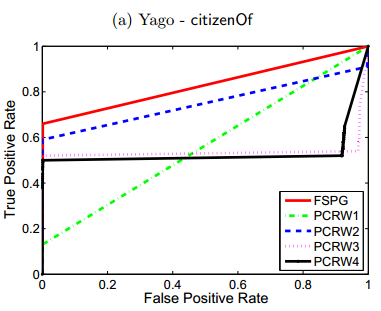 (a) Yago - citizenOf
1
0.8
0.6
0.4
0.2
0
0 0.2 0.4 0.6 0.8 1
True Positive Rate
False Positive Rate
FSPG
PCRW1
PCRW2
PCRW3
PCRW4